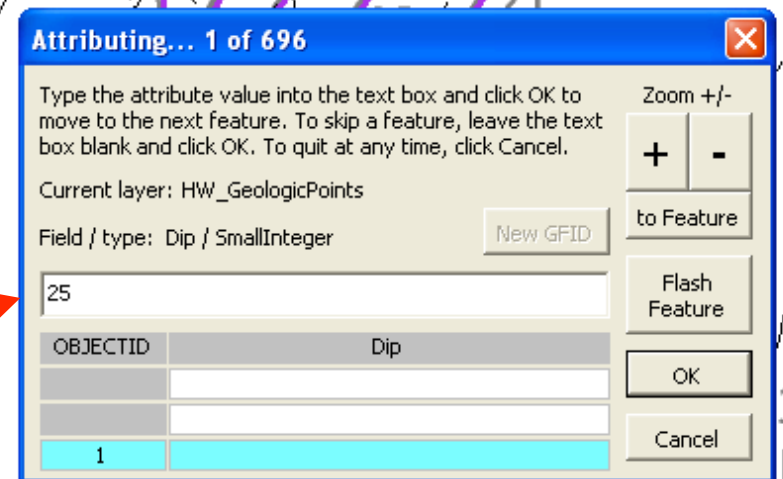 Attributing... 1 of 696
Type the attribute value into the text box and click OK to
move to the next feature. To skip a feature, leave the text
box blank and click OK. To quit at any time, click Cancel.
Current layer: HW_GeologicPoints
Field / type: Dip / SmallInteger
New GFID
25
OBJECTID Dip
1
Zoom +/-
+ -
to Feature
Flash
Feature
OK
Cancel